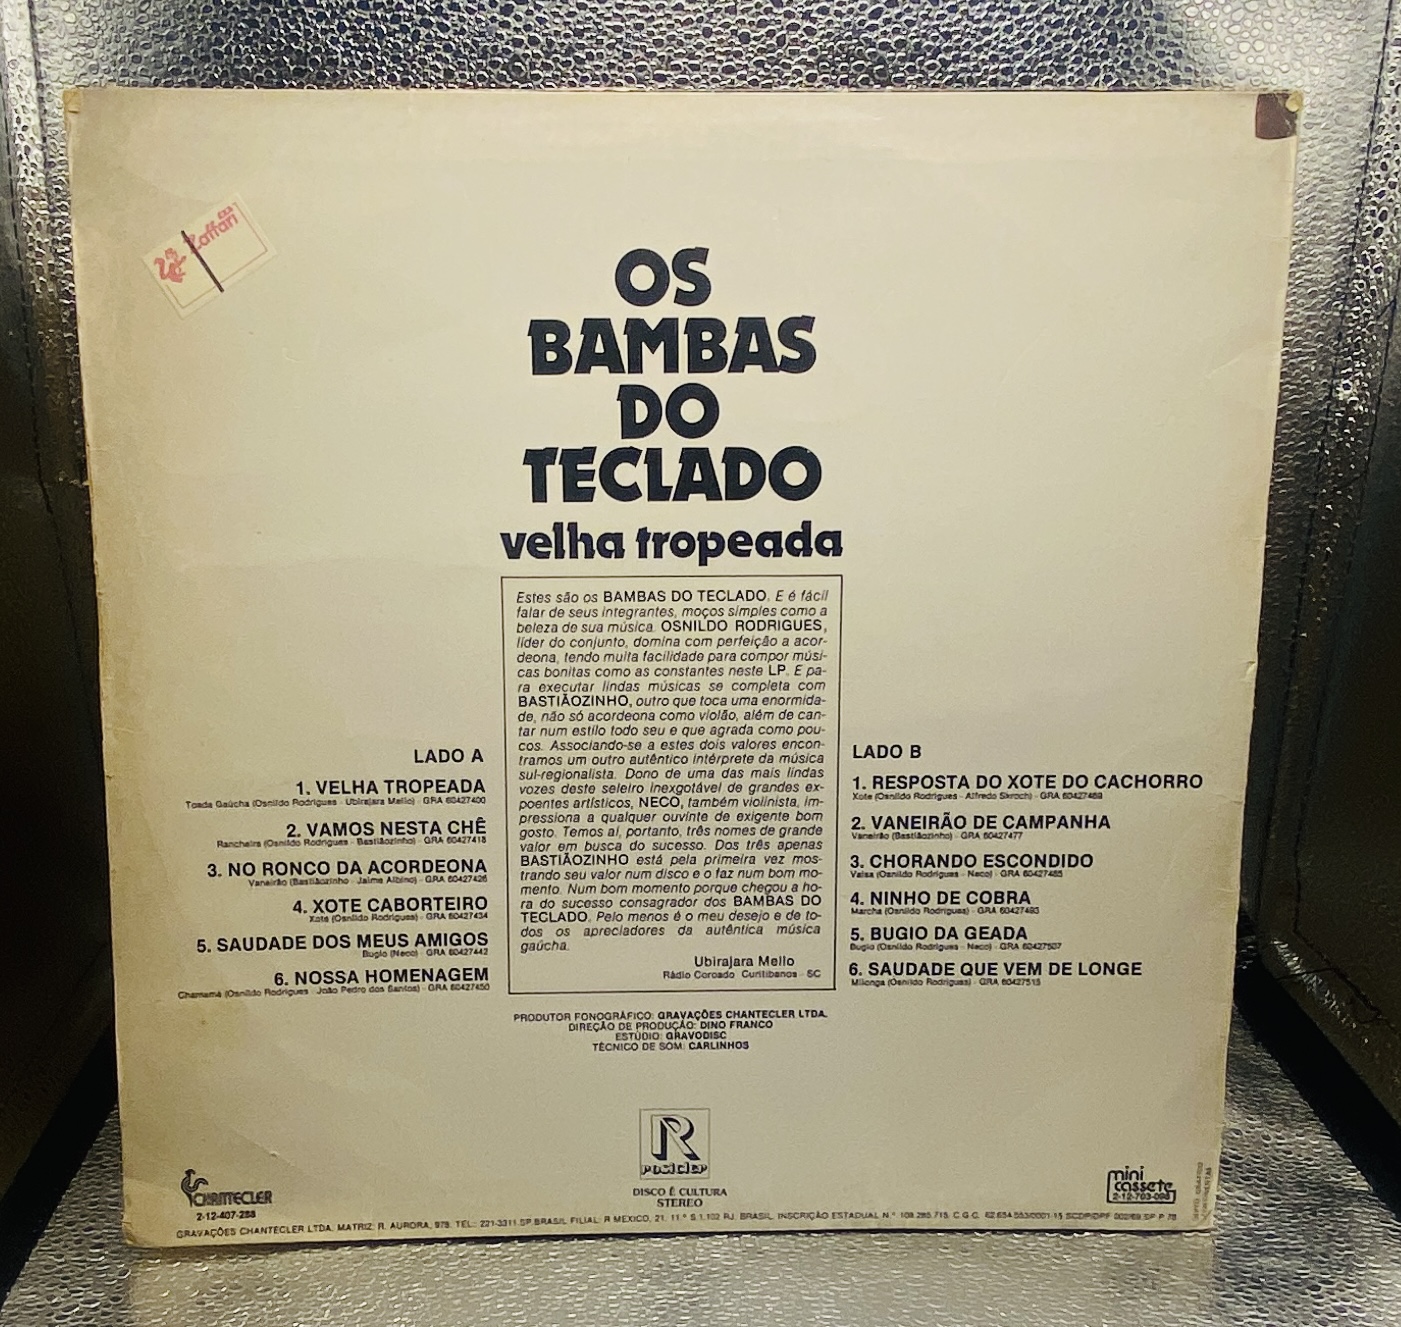 Zaffari
OS
BAMBAS
DO
TECLADO
velha tropeada
Estes são os BAMBAS DO TECLADO. E é fácil
falar de seus integrantes, moços simples como a
beleza de sua música. OSNILDO RODRIGUES,
líder do conjunto, domina com perfeição a acor-
deona, tendo muita facilidade para compor músi-
cas bonitas como as constantes neste LP. E pa-
ra executar lindas músicas se completa com
BASTIÃOZINHO, outro que toca uma enormida-
de, não só acordeona como violão, além de can-
tar num estilo todo seu e que agrada como pou-
cos. Associando-se a estes dois valores encon-
tramos um outro autêntico intérprete da música
sul-regionalista. Dono de uma das mais lindas
vozes deste seleiro inexgotável de grandes ex-
poentes artísticos, NECO, também violinista, im-
pressiona a qualquer ouvinte de exigente bom
gosto. Temos aí, portanto, três nomes de grande
valor em busca do sucesso. Dos três apenas
BASTIÃOZINHO está pela primeira vez mos-
trando seu valor num disco e o faz num bom mo-
mento. Num bom momento porque chegou a ho-
ra do sucesso consagrador dos BAMBAS DO
TECLADO. Pelo menos é o meu desejo e de to-
dos os apreciadores da autêntica música
gaúcha.
Ubirajara Mello
Rádio Coroado Curitibanos - SC
LADO A
1. VELHA TROPEADA
Toada Gaúcha (Osnildo Rodrigues - Ubirajara Mello) - GRA 60427400
2. VAMOS NESTA CHÊ
Rancheira (Osnildo Rodrigues - Bastiãozinho) - GRA 60427418
3. NO RONCO DA ACORDEONA
Vaneirão (Bastiãozinho - Jaime Albino) - GRA 60427426
4. XOTE CABORTEIRO
Xote (Osnildo Rodrigues) - GRA 60427434
5. SAUDADE DOS MEUS AMIGOS
Bugio (Neco) - GRA 60427442
6. NOSSA HOMENAGEM
Chamamé (Osnildo Rodrigues - João Pedro dos Santos) - GRA 60427450
LADO B
1. RESPOSTA DO XOTE DO CACHORRO
Xote (Osnildo Rodrigues - Alfredo Skroch) - GRA 60427469
2. VANEIRÃO DE CAMPANHA
Vaneirão (Bastiãozinho) - GRA 60427477
3. CHORANDO ESCONDIDO
Valsa (Osnildo Rodrigues - Neco) - GRA 60427485
4. NINHO DE COBRA
Marcha (Osnildo Rodrigues) - GRA 60427493
5. BUGIO DA GEADA
Bugio (Osnildo Rodrigues - Neco) - GRA 60427507
6. SAUDADE QUE VEM DE LONGE
Milonga (Osnildo Rodrigues) - GRA 60427515
PRODUTOR FONOGRÁFICO: GRAVAÇÕES CHANTECLER LTDA.
DIREÇÃO DE PRODUÇÃO: DINO FRANCO
ESTÚDIO: GRAVODISC
TÉCNICO DE SOM: CARLINHOS
R
rosicler
DISCO É CULTURA
STEREO
CHANTECLER
2-12-407-288
mini
cassete
2-12-703-098
GRAVAÇÕES CHANTECLER LTDA. MATRIZ: R. AURORA, 978. TEL.: 221-3311.SP BRASIL FILIAL: R MEXICO, 21. 11.º S.1.102 RJ. BRASIL. INSCRIÇÃO ESTADUAL N.º 108.285.715. C.G.C. 62.654.553/0001-15 SCDP/DPF 002/69 SP P 78